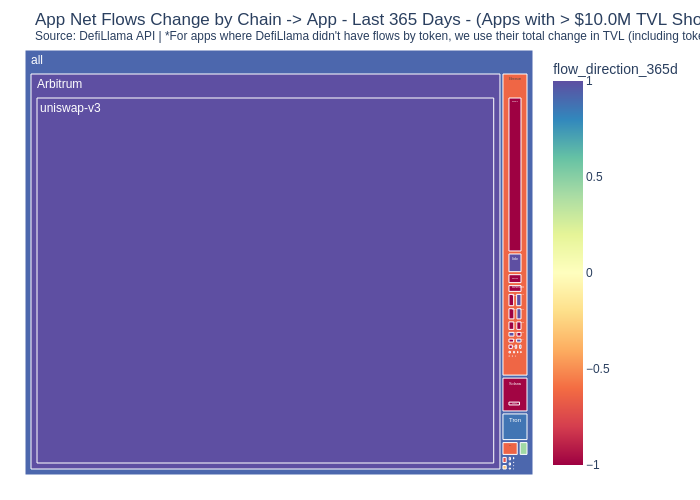 App Net Flows Change by Chain -> App - Last 365 Days - (Apps with > $10.0M TVL Sho
Source: DefiLlama API | *For apps where DefiLlama didn't have flows by token, we use their total change in TVL (including toke
all
Arbitrum
uniswap-v3
Solana
Tron
flow_direction_365d
1
0.5
0
−0.5
−1